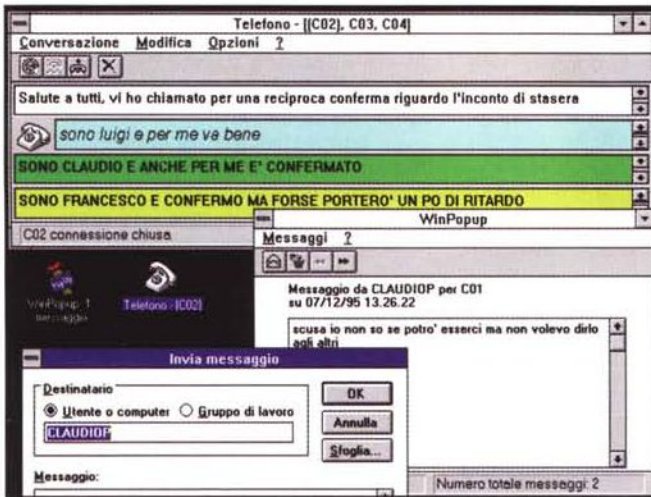 Telefono - [[C02], C03, C04]
Conversazione Modifica Opzioni ?
Salute a tutti, vi ho chiamato per una reciproca conferma riguardo l'inconto di stasera
sono luigi e per me va bene
SONO CLAUDIO E ANCHE PER ME E' CONFERMATO
SONO FRANCESCO E CONFERMO MA FORSE PORTERO' UN PO DI RITARDO
C02 connessione chiusa
WinPopup
Messaggi ?
Messaggio da CLAUDIOP per C01
su 07/12/95 13.26.22
scusa io non so se potro' esserci ma non volevo dirlo
agli altri
Numero totale messaggi: 2
WinPopup 1
messaggio
Telefono - [C02]
Invia messaggio
Destinatario
Utente o computer Gruppo di lavoro
CLAUDIOP
OK
Annulla
Sfoglia...
Messaggio: